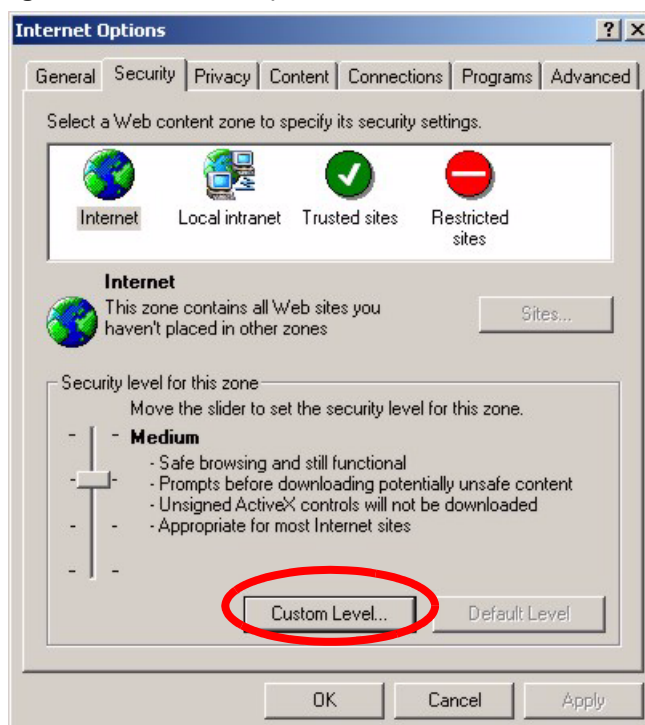 Internet Options
General Security Privacy Content Connections Programs Advanced
Select a Web content zone to specify its security settings.
Internet Local intranet Trusted sites Restricted sites
Internet
This zone contains all Web sites you
haven't placed in other zones
Sites...
Security level for this zone
Move the slider to set the security level for this zone.
Medium
- Safe browsing and still functional
- Prompts before downloading potentially unsafe content
- Unsigned ActiveX controls will not be downloaded
- Appropriate for most Internet sites
Custom Level... Default Level
OK Cancel Apply